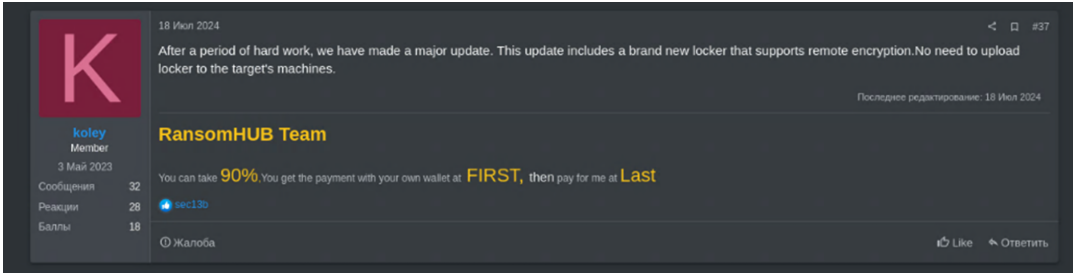 K
koley
Member
3 Май 2023
Сообщения 32
Реакции 28
Баллы 18
18 Июл 2024 #37
After a period of hard work, we have made a major update. This update includes a brand new locker that supports remote encryption.No need to upload
locker to the target's machines.
Последнее редактирование: 18 Июл 2024
RansomHUB Team
You can take 90%,You get the payment with your own wallet at FIRST, then pay for me at Last
sec13b
Жалоба Like Ответить